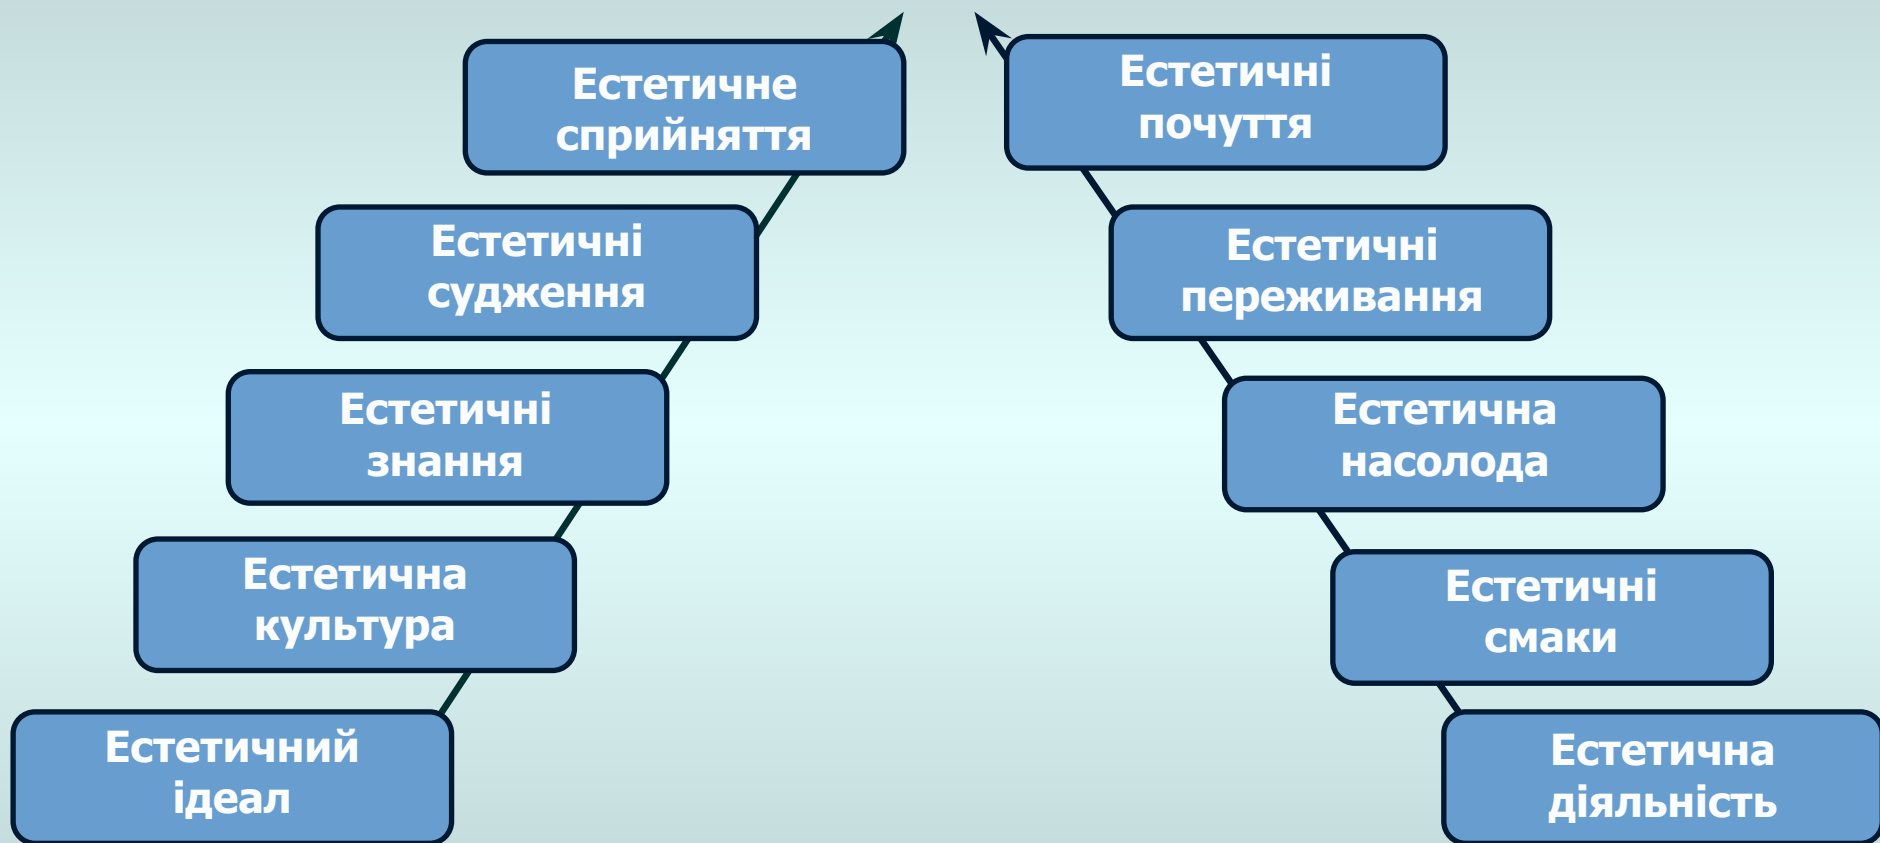 Естетичне
сприйняття
Естетичні
почуття
Естетичні
судження
Естетичні
переживання
Естетичні
знання
Естетична
насолода
Естетична
культура
Естетичні
смаки
Естетичний
ідеал
Естетична
діяльність